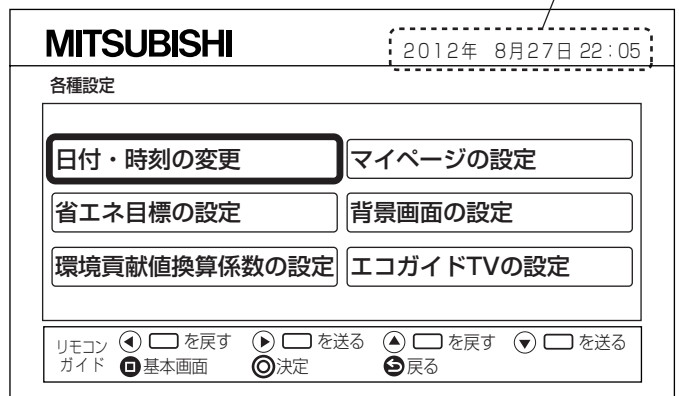 MITSUBISHI 2012年 8月27日 22:05
各種設定
日付・時刻の変更 マイページの設定
省エネ目標の設定 背景画面の設定
環境貢献値換算係数の設定 エコガイドTVの設定
リモコン を戻す を送る を戻す を送る
ガイド 基本画面 決定 戻る